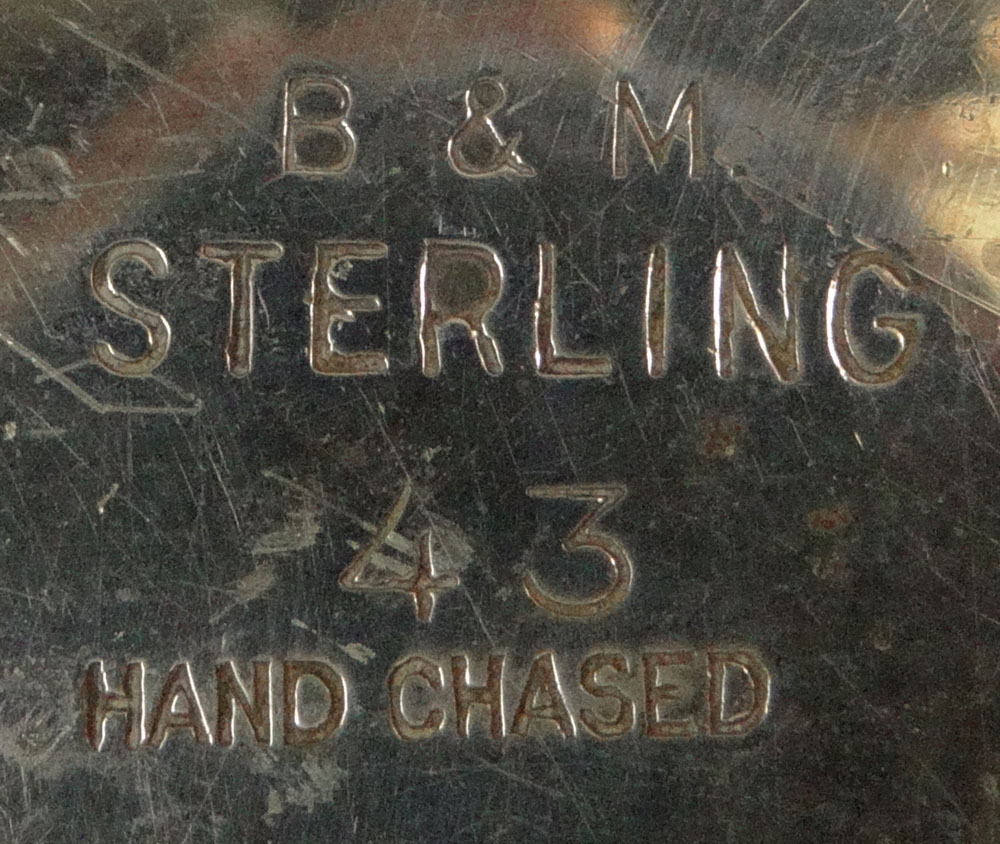 B & M
STERLING
43
HAND CHASED